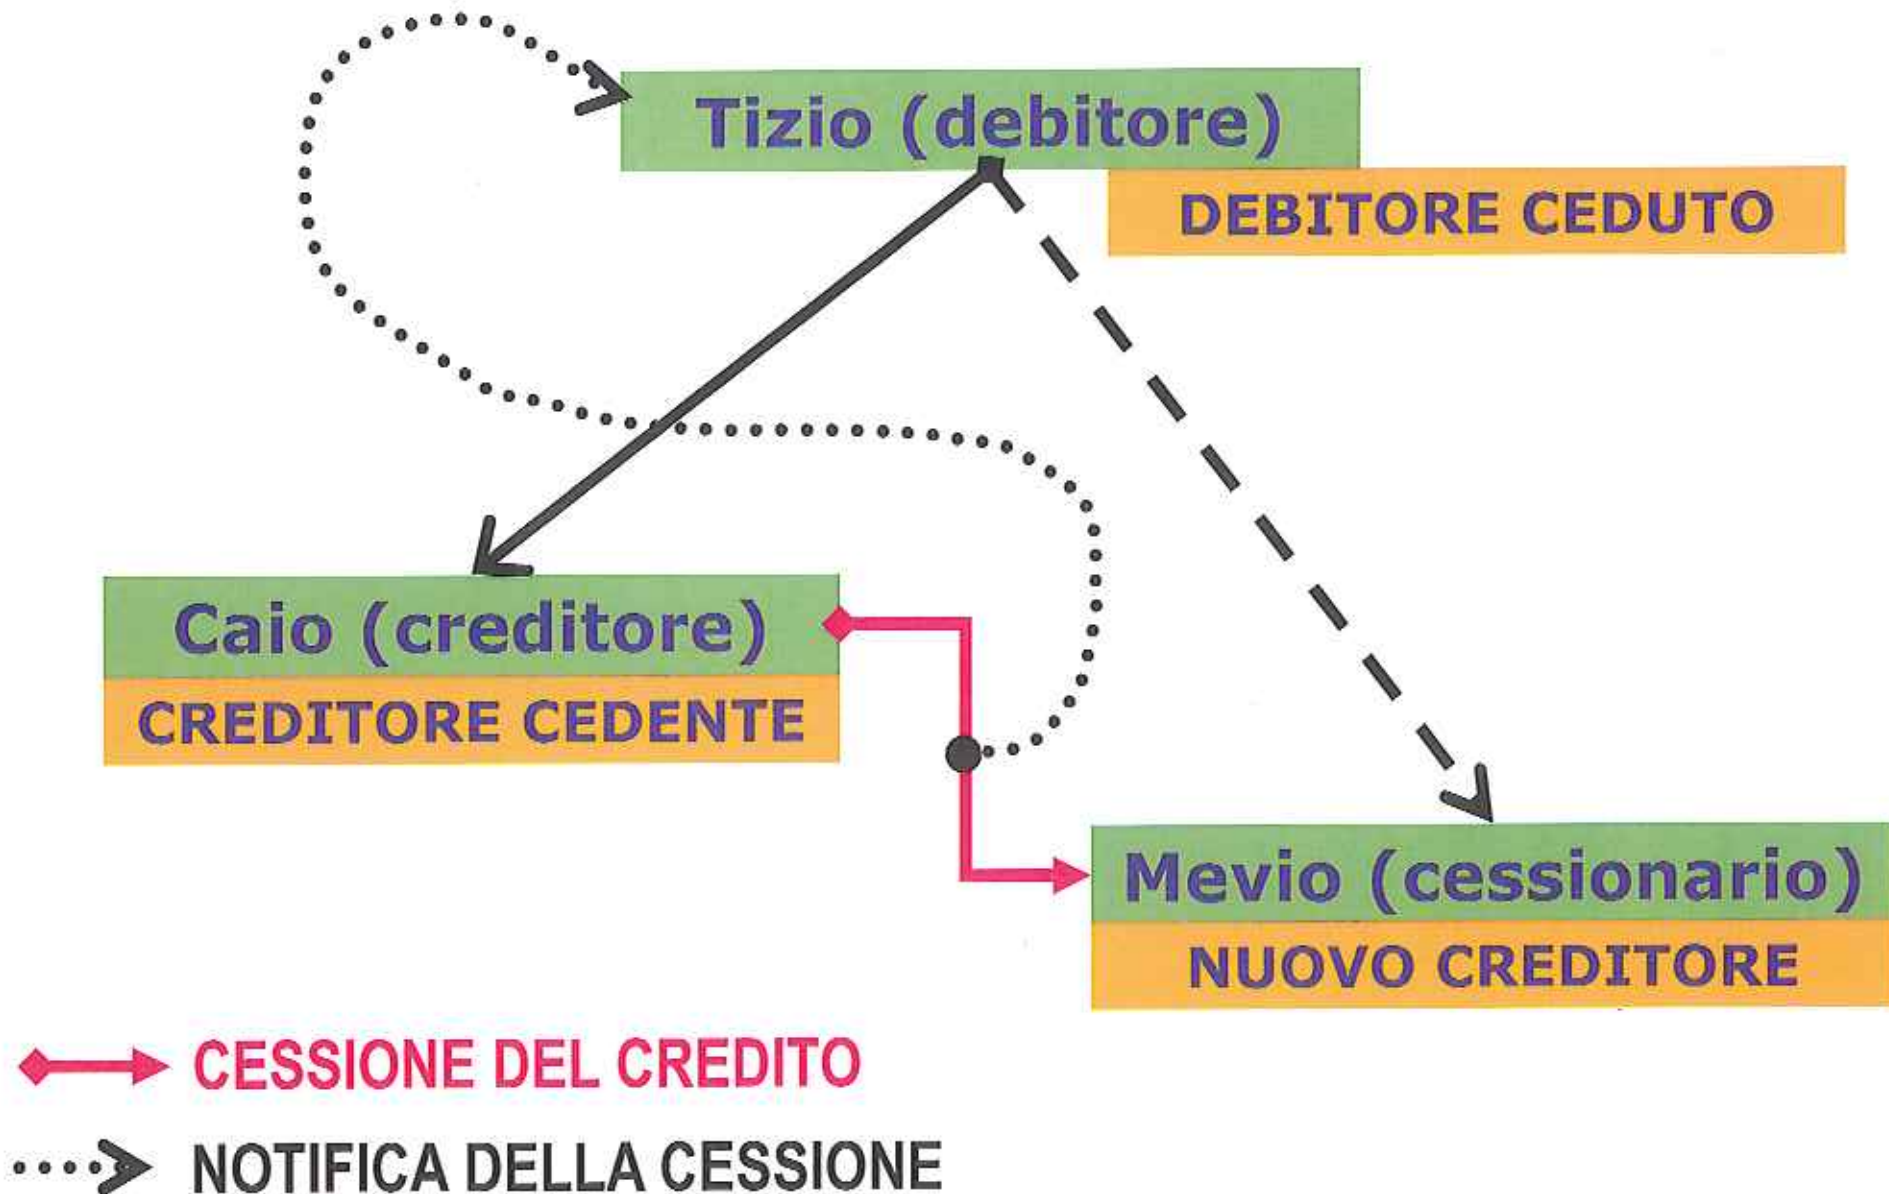 Tizio (debitore)
DEBITORE CEDUTO
Caio (creditore)
CREDITORE CEDENTE
Mevio (cessionario)
NUOVO CREDITORE
CESSIONE DEL CREDITO
NOTIFICA DELLA CESSIONE